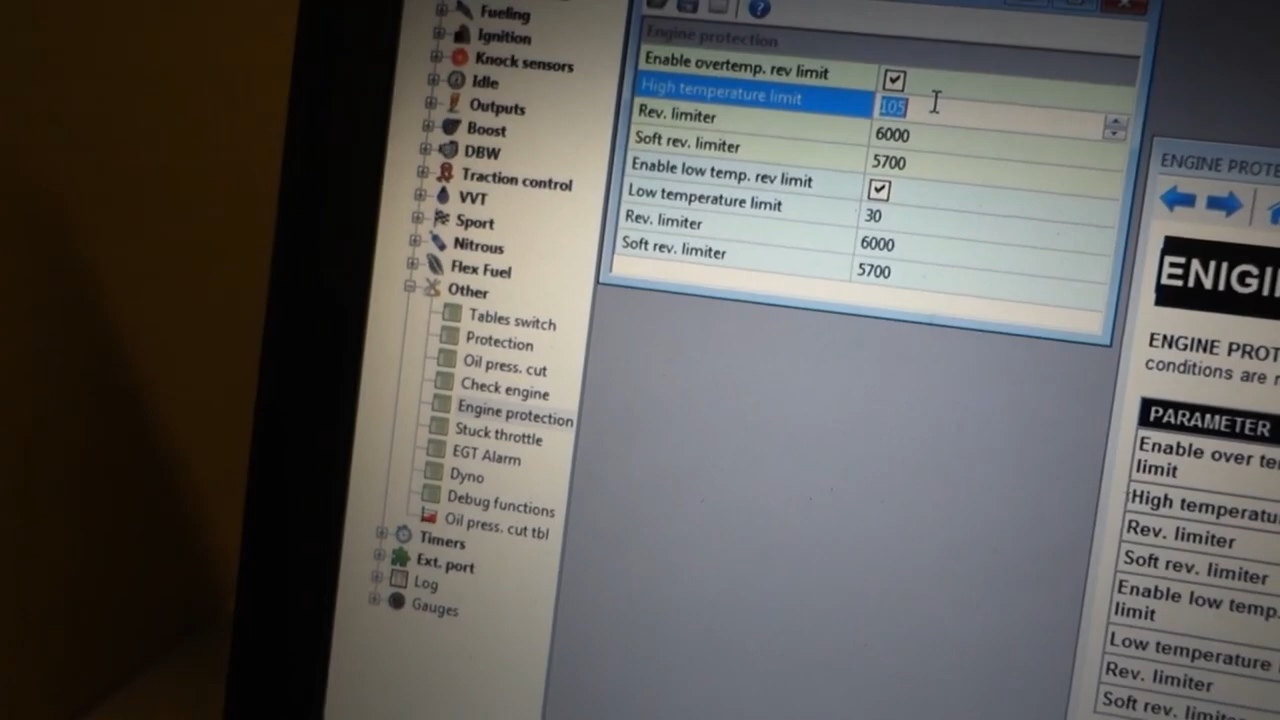 Fueling
Ignition
Knock sensors
Idle
Outputs
Boost
DBW
Traction control
VVT
Sport
Nitrous
Flex Fuel
Other
Tables switch
Protection
Oil press. cut
Check engine
Engine protection
Stuck throttle
EGT Alarm
Dyno
Debug functions
Oil press. cut tbl
Timers
Ext. port
Log
Gauges
Engine protection
Enable overtemp. rev limit
High temperature limit 105
Rev. limiter 6000
Soft rev. limiter 5700
Enable low temp. rev limit
Low temperature limit 30
Rev. limiter 6000
Soft rev. limiter 5700
ENGINE PROTE
ENIGI
ENGINE PROT
conditions are
PARAMETER
Enable over te
limit
High temperatu
Rev. limiter
Soft rev. limiter
Enable low temp.
limit
Low temperature
Rev. limiter
Soft rev. limiter